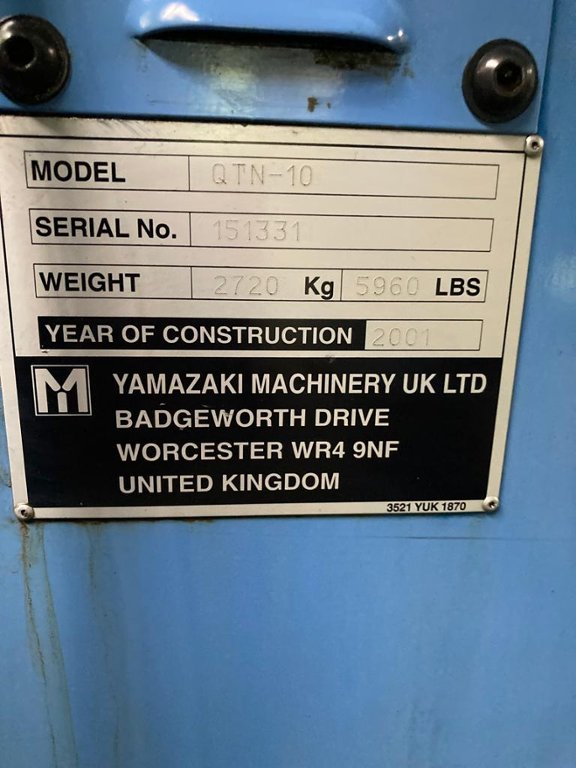 MODEL QTN-10
SERIAL No. 151331
WEIGHT 2720 Kg 5960 LBS
YEAR OF CONSTRUCTION 2001
YAMAZAKI MACHINERY UK LTD
BADGEWORTH DRIVE
WORCESTER WR4 9NF
UNITED KINGDOM
3521 YUK 1870